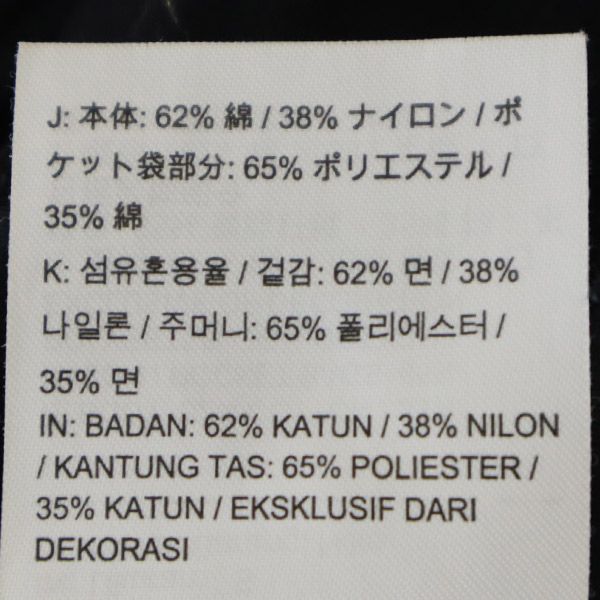 J: 本体: 62% 綿 / 38% ナイロン / ポ
ケット袋部分: 65% ポリエステル /
35% 綿
K: 섬유혼용율 / 겉감: 62% 면 / 38%
나일론 / 주머니: 65% 폴리에스터 /
35% 면
IN: BADAN: 62% KATUN / 38% NILON
/ KANTUNG TAS: 65% POLIESTER /
35% KATUN / EKSKLUSIF DARI
DEKORASI